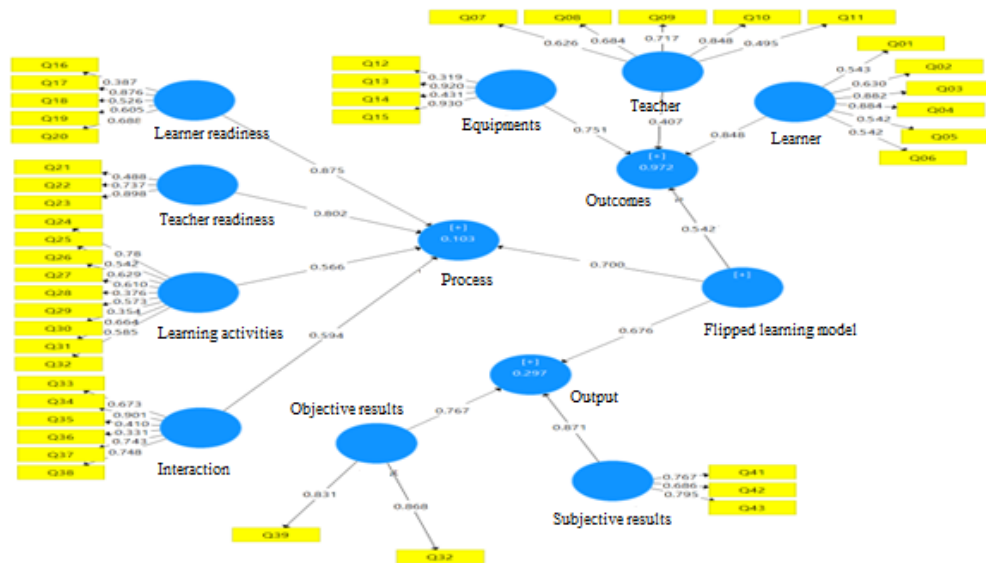 Q07
Q08
Q09
Q10
Q11
0.626
0.684
0.717
0.848
0.495
Teacher
Q01
Q02
Q03
Q04
Q05
Q06
0.543
0.630
0.882
0.884
0.542
0.542
Learner
Q12
Q13
Q14
Q15
0.319
0.920
0.431
0.930
Equipments
0.751
0.407
0.848
[+]
0.972
Outcomes
Q16
Q17
Q18
Q19
Q20
0.387
0.876
0.526
0.605
0.688
Learner readiness
0.875
Q21
Q22
Q23
0.488
0.737
0.898
Teacher readiness
0.802
Q24
Q25
Q26
Q27
Q28
Q29
Q30
Q31
Q32
0.78
0.542
0.629
0.610
0.376
0.573
0.354
0.664
0.585
Learning activities
0.566
[+]
0.103
Process
0.700
0.542
[+]
Flipped learning model
0.676
Q33
Q34
Q35
Q36
Q37
Q38
0.673
0.901
0.410
0.331
0.743
0.748
Interaction
0.594
[+]
0.297
Output
Objective results
0.767
0.871
0.831
0.868
Q39
Q32
0.767
0.686
0.795
Q41
Q42
Q43
Subjective results